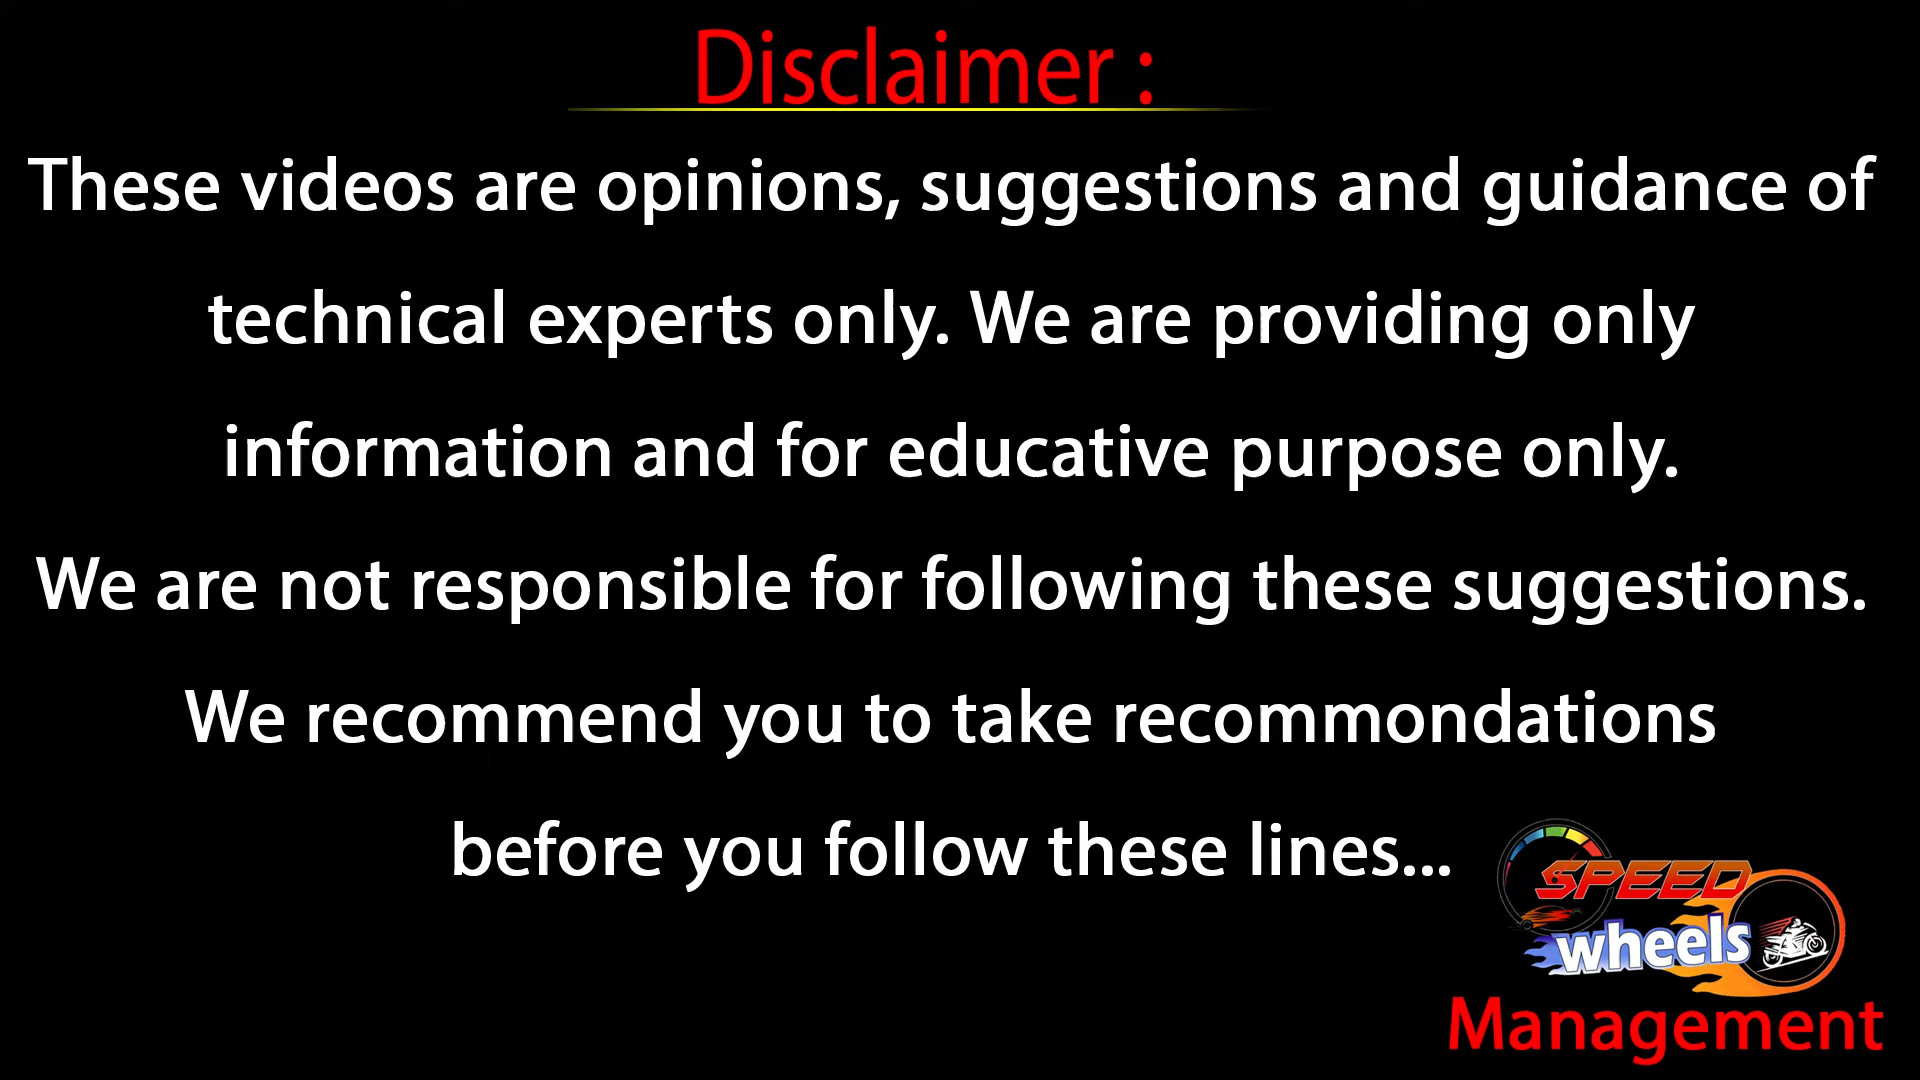 Disclaimer :
These videos are opinions, suggestions and guidance of
technical experts only. We are providing only
information and for educative purpose only.
We are not responsible for following these suggestions.
We recommend you to take recommondations
before you follow these lines...
SPEED
wheels
Management